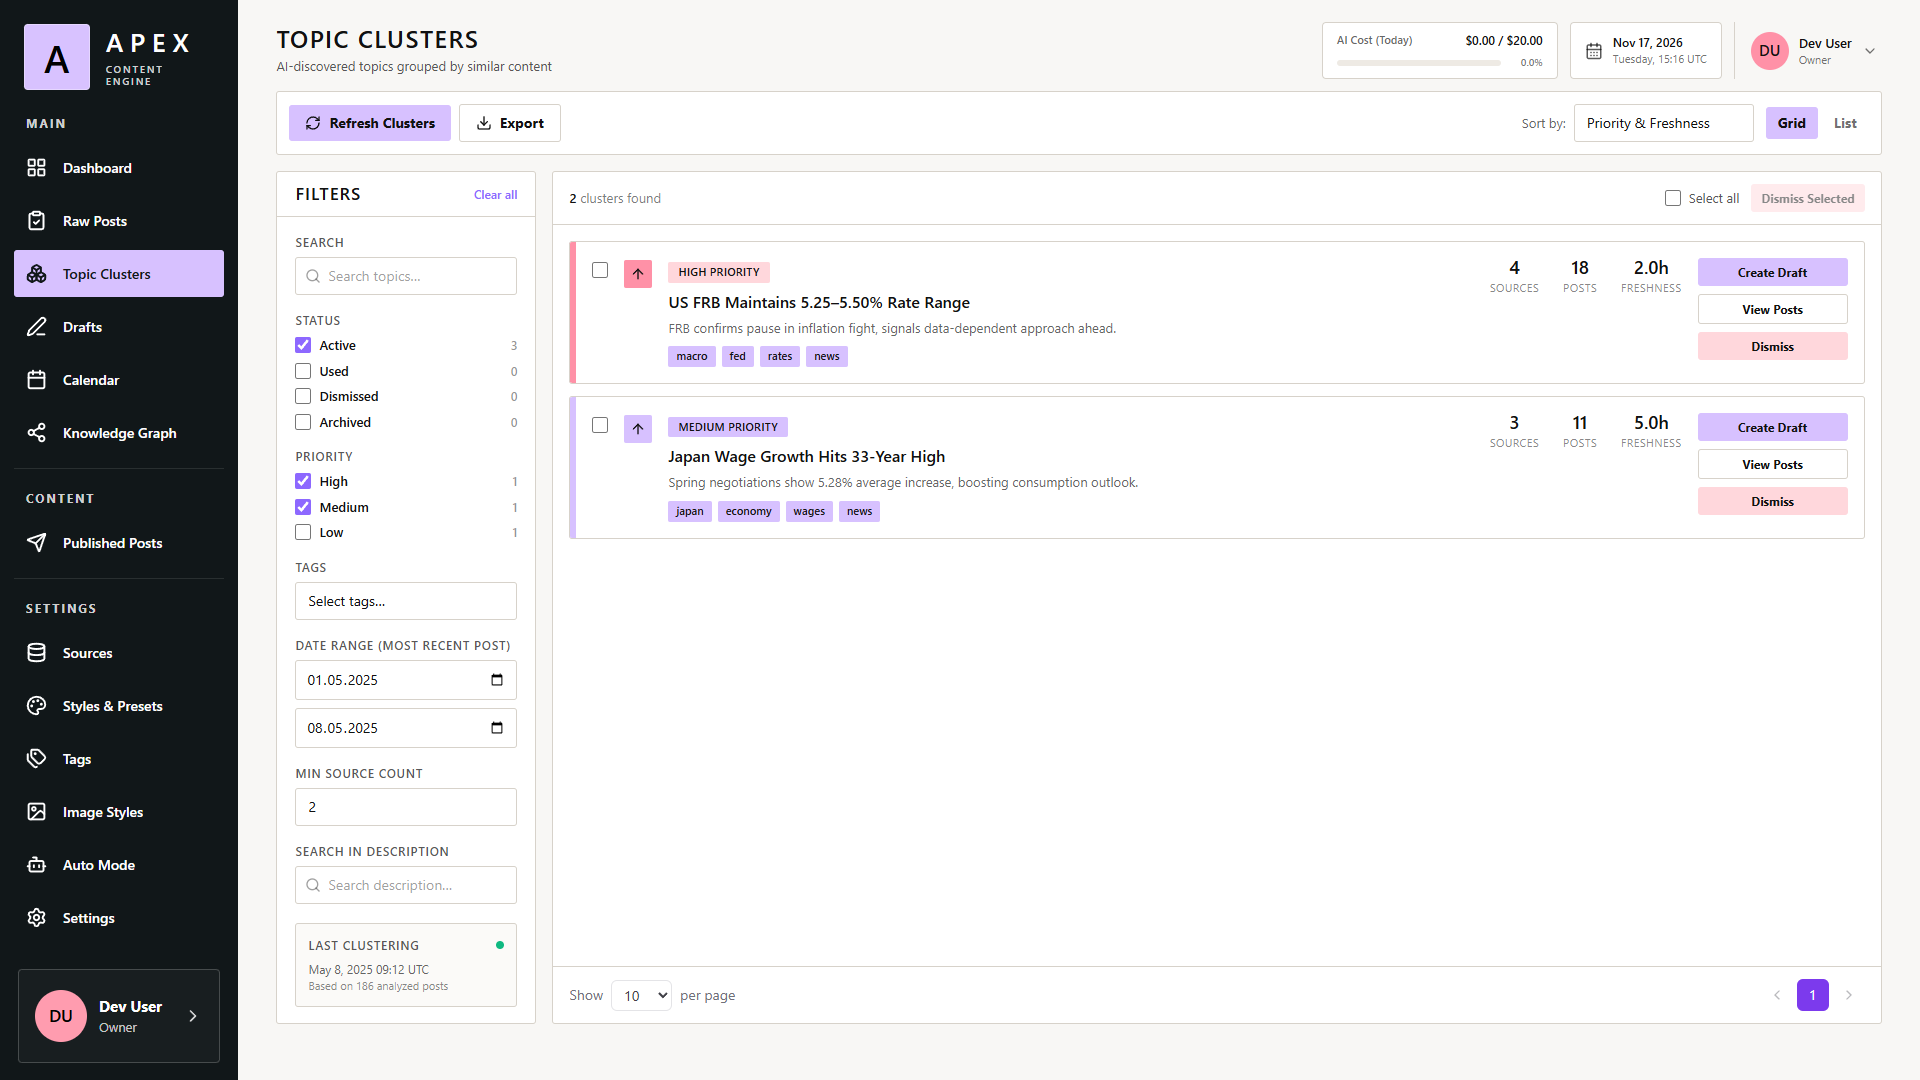 A
APEX
CONTENT
ENGINE
MAIN
Dashboard
Raw Posts
Topic Clusters
Drafts
Calendar
Knowledge Graph
CONTENT
Published Posts
SETTINGS
Sources
Styles & Presets
Tags
Image Styles
Auto Mode
Settings
DU
Dev User
Owner
TOPIC CLUSTERS
AI-discovered topics grouped by similar content
AI Cost (Today)
$0.00 / $20.00
0.0%
Nov 17, 2026
Tuesday, 15:16 UTC
DU
Dev User
Owner
Refresh Clusters
Export
Sort by:
Priority & Freshness
Grid
List
FILTERS
Clear all
SEARCH
Search topics...
STATUS
Active 3
Used 0
Dismissed 0
Archived 0
PRIORITY
High 1
Medium 1
Low 1
TAGS
Select tags...
DATE RANGE (MOST RECENT POST)
01.05.2025
08.05.2025
MIN SOURCE COUNT
2
SEARCH IN DESCRIPTION
Search description...
LAST CLUSTERING
May 8, 2025 09:12 UTC
Based on 186 analyzed posts
2 clusters found
Select all
Dismiss Selected
HIGH PRIORITY
US FRB Maintains 5.25–5.50% Rate Range
FRB confirms pause in inflation fight, signals data-dependent approach ahead.
macro fed rates news
4 18 2.0h
SOURCES POSTS FRESHNESS
Create Draft
View Posts
Dismiss
MEDIUM PRIORITY
Japan Wage Growth Hits 33-Year High
Spring negotiations show 5.28% average increase, boosting consumption outlook.
japan economy wages news
3 11 5.0h
SOURCES POSTS FRESHNESS
Create Draft
View Posts
Dismiss
Show 10 per page
1